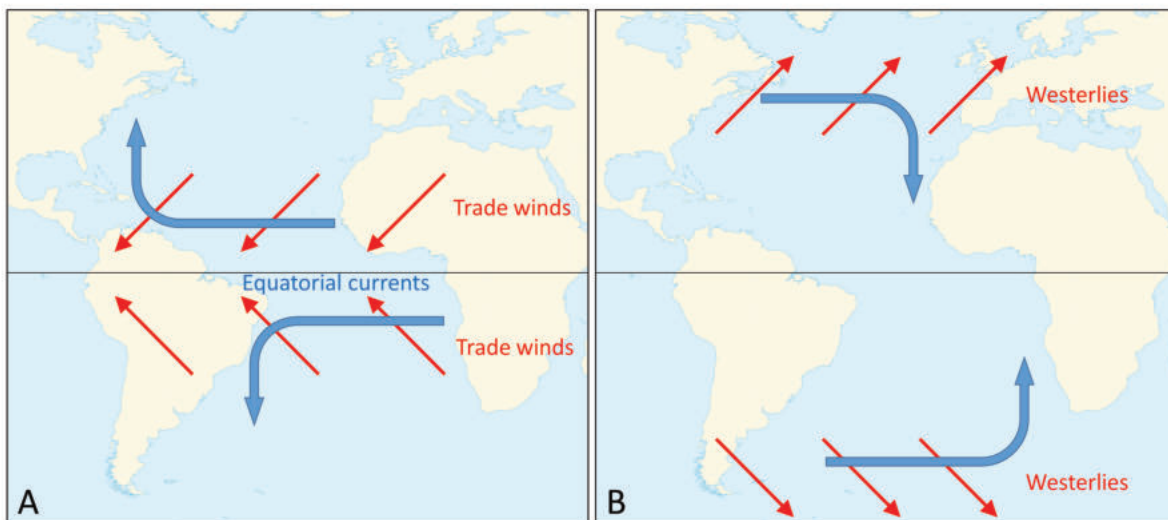 Trade winds
Equatorial currents
Trade winds
A
Westerlies
Westerlies
B